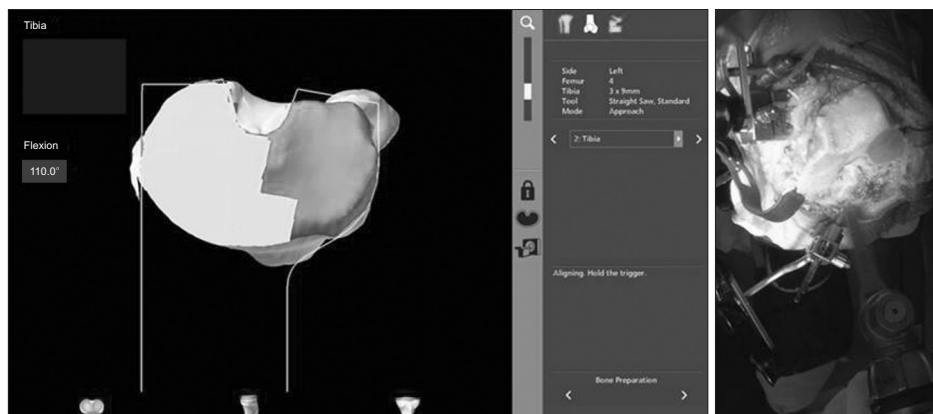 Tibia
Flexion
110.0°
Side Left
Femur 4
Tibia 3 x 9mm
Tool Straight Saw, Standard
Mode Approach
2: Tibia
Aligning. Hold the trigger.
Bone Preparation